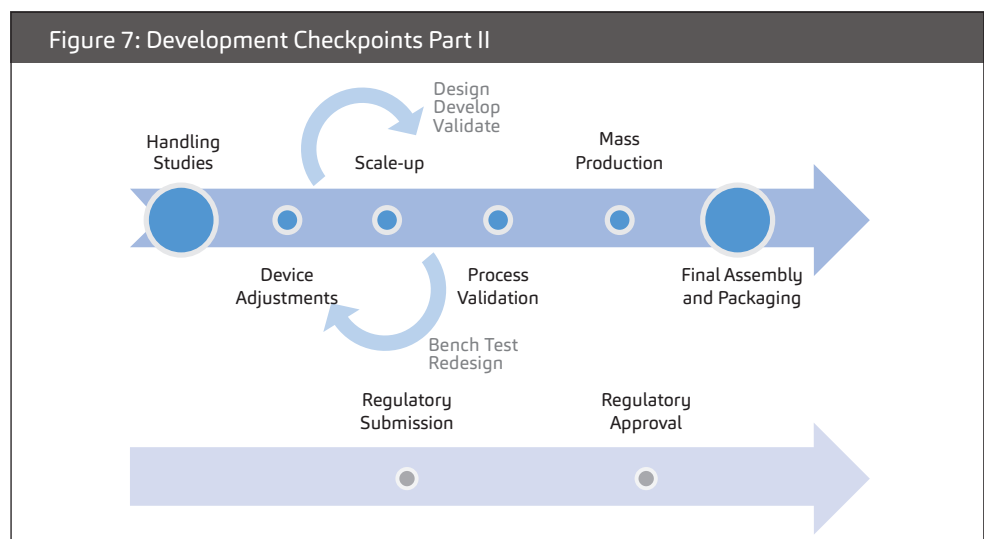 Figure 7: Development Checkpoints Part II
Design
Develop
Validate
Handling
Studies
Scale-up
Mass
Production
Device
Adjustments
Process
Validation
Final Assembly
and Packaging
Bench Test
Redesign
Regulatory
Submission
Regulatory
Approval